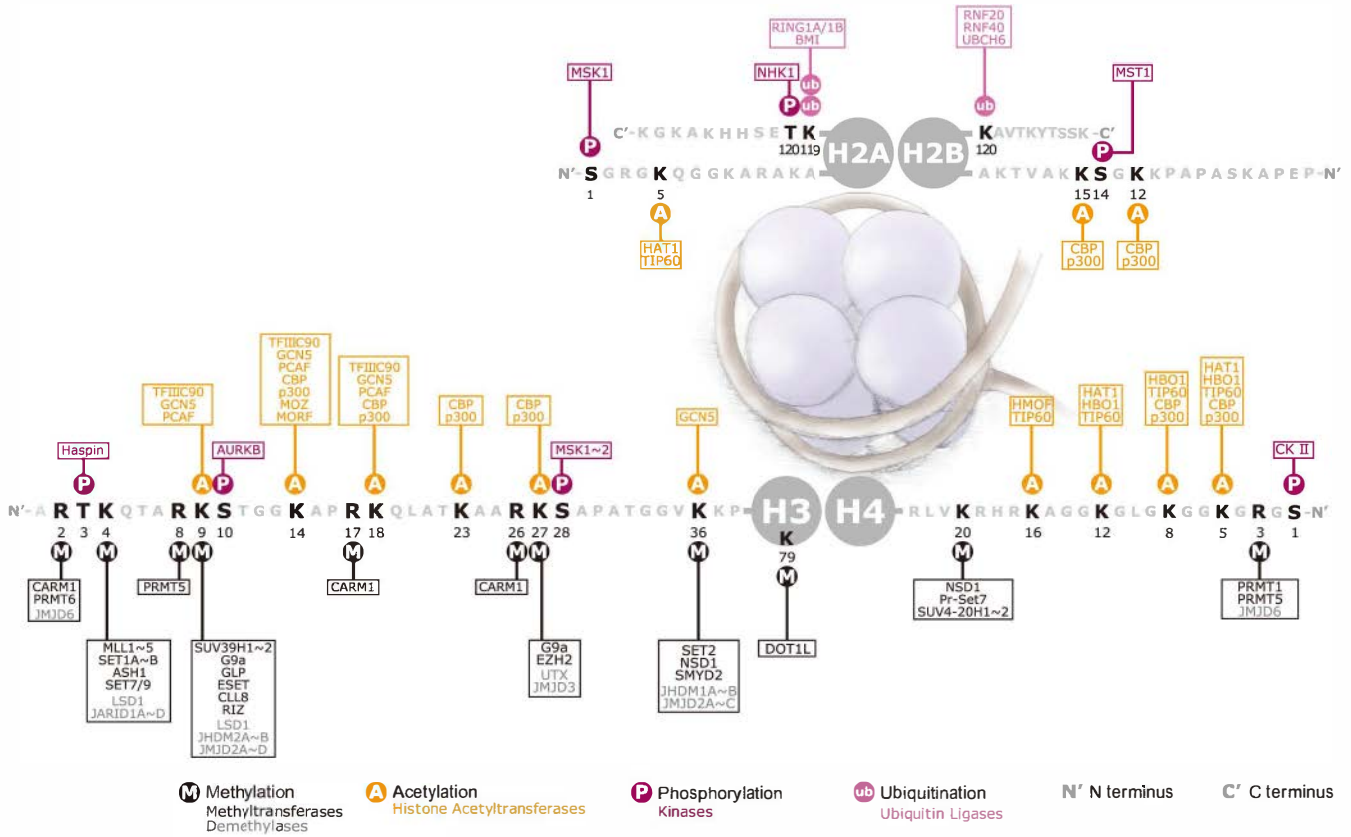 RING1A/1B
BMI
RNF20
RNF40
UBCH6
MSK1
NHK1
MST1
ub
P ub
ub
C'-KGKAKHHSETK
120 119
H2A
H2B
KAVTKYTSSK-C'
120
P
P
N'-SGRGKQGGKARAKA
1 5
AKTVAKKSGKKPAPASKAPEP-N'
15 14 12
A
A
A
HAT1
TIP60
CBP
p300
CBP
p300
TFIIIC90
GCN5
PCAF
TFIIIC90
GCN5
PCAF
CBP
p300
MOZ
MORF
TFIIIC90
GCN5
PCAF
CBP
p300
CBP
p300
CBP
p300
GCN5
HMOF
TIP60
HAT1
HBO1
TIP60
HBO1
TIP60
CBP
p300
HAT1
HBO1
TIP60
CBP
p300
Haspin
AURKB
MSK1~2
CK II
P A P A A A A P A A A A A P
N'-ARTKQTARKSTGGKAPRKQLATKAARKSAPATGGVKKP
H3
H4
RLVKRHRKAGGKGLGKGGKGRGS-N'
2 3 4 8 9 10 14 17 18 23 26 27 28 36
K
79
20 16 12 8 5 3 1
M M M M M M M M M M M
CARM1
PRMT6
JMJD6
PRMT5
CARM1
CARM1
NSD1
Pr-Set7
SUV4-20H1~2
PRMT1
PRMT5
JMJD6
MLL1~5
SET1A~B
ASH1
SET7/9
LSD1
JARID1A~D
SUV39H1~2
G9a
GLP
ESET
CLL8
RIZ
LSD1
JHDM2A~B
JMJD2A~D
G9a
EZH2
UTX
JMJD3
SET2
NSD1
SMYD2
JHDM1A~B
JMJD2A~C
DOT1L
M Methylation
Methyltransferases
Demethylases
A Acetylation
Histone Acetyltransferases
P Phosphorylation
Kinases
ub Ubiquitination
Ubiquitin Ligases
N' N terminus
C' C terminus